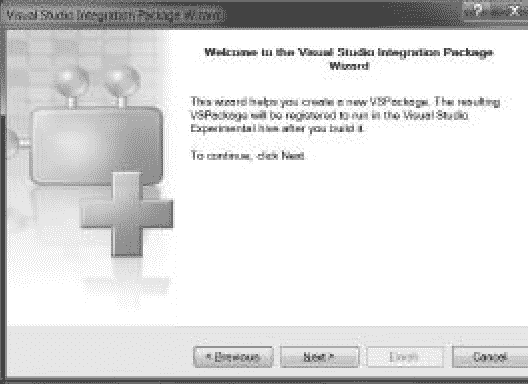 Visual Studio Integration Package Wizard
Welcome to the Visual Studio Integration Package
Wizard
This wizard helps you create a new VSPackage. The resulting
VSPackage will be registered to run in the Visual Studio
Experimental hive after you build it.
To continue, click Next.
< Previous
Next >
Finish
Cancel